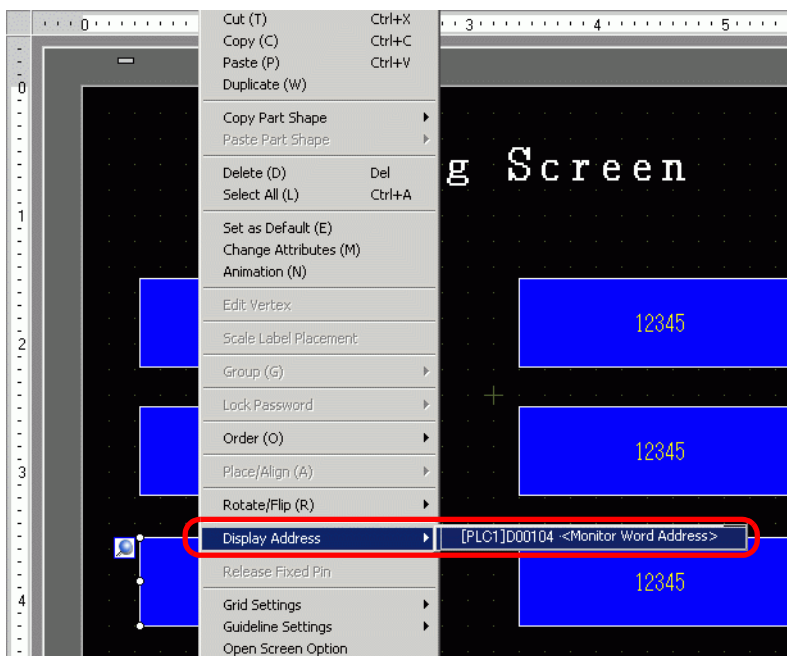 0 3 4 5
Cut (T) Ctrl+X
Copy (C) Ctrl+C
Paste (P) Ctrl+V
Duplicate (W)
0
Copy Part Shape
Paste Part Shape
g Screen
Delete (D) Del
Select All (L) Ctrl+A
1
Set as Default (E)
Change Attributes (M)
Animation (N)
Edit Vertex
12345
Scale Label Placement
2
Group (G)
Lock Password
Order (O)
12345
Place/Align (A)
3
Rotate/Flip (R)
Display Address [PLC1]D00104 -<Monitor Word Address>
Release Fixed Pin
12345
4
Grid Settings
Guideline Settings
Open Screen Option